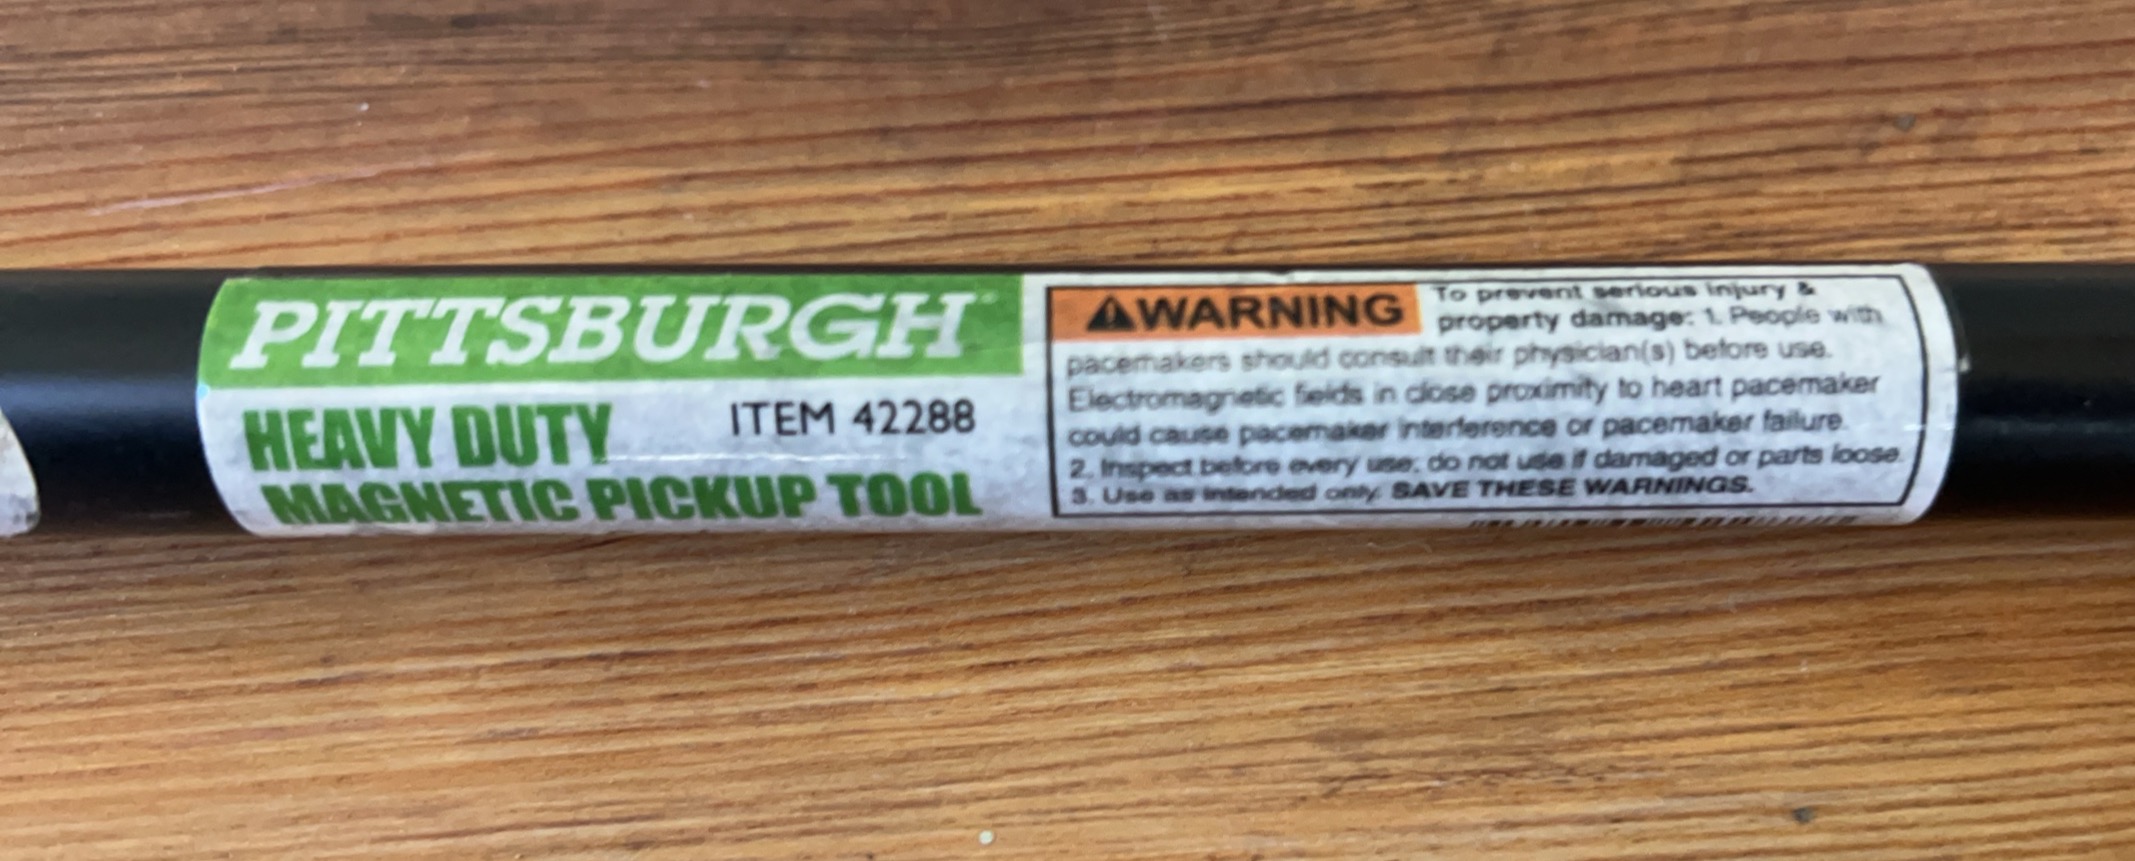 PITTSBURGH
HEAVY DUTY
ITEM 42288
MAGNETIC PICKUP TOOL
⚠WARNING To prevent serious injury &
property damage: 1. People with
pacemakers should consult their physician(s) before use.
Electromagnetic fields in close proximity to heart pacemaker
could cause pacemaker interference or pacemaker failure.
2. Inspect before every use; do not use if damaged or parts loose.
3. Use as intended only. SAVE THESE WARNINGS.